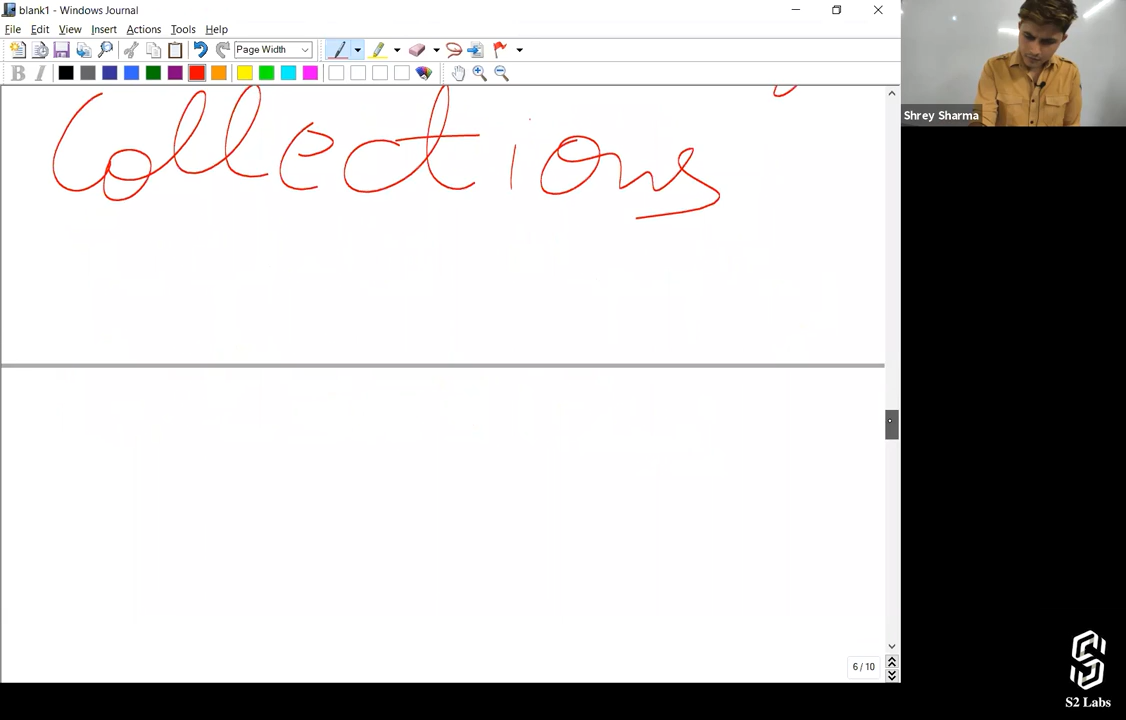 blank1 - Windows Journal
File Edit View Insert Actions Tools Help
Page Width
B I
Shrey Sharma
Collections
6 / 10
S2 Labs